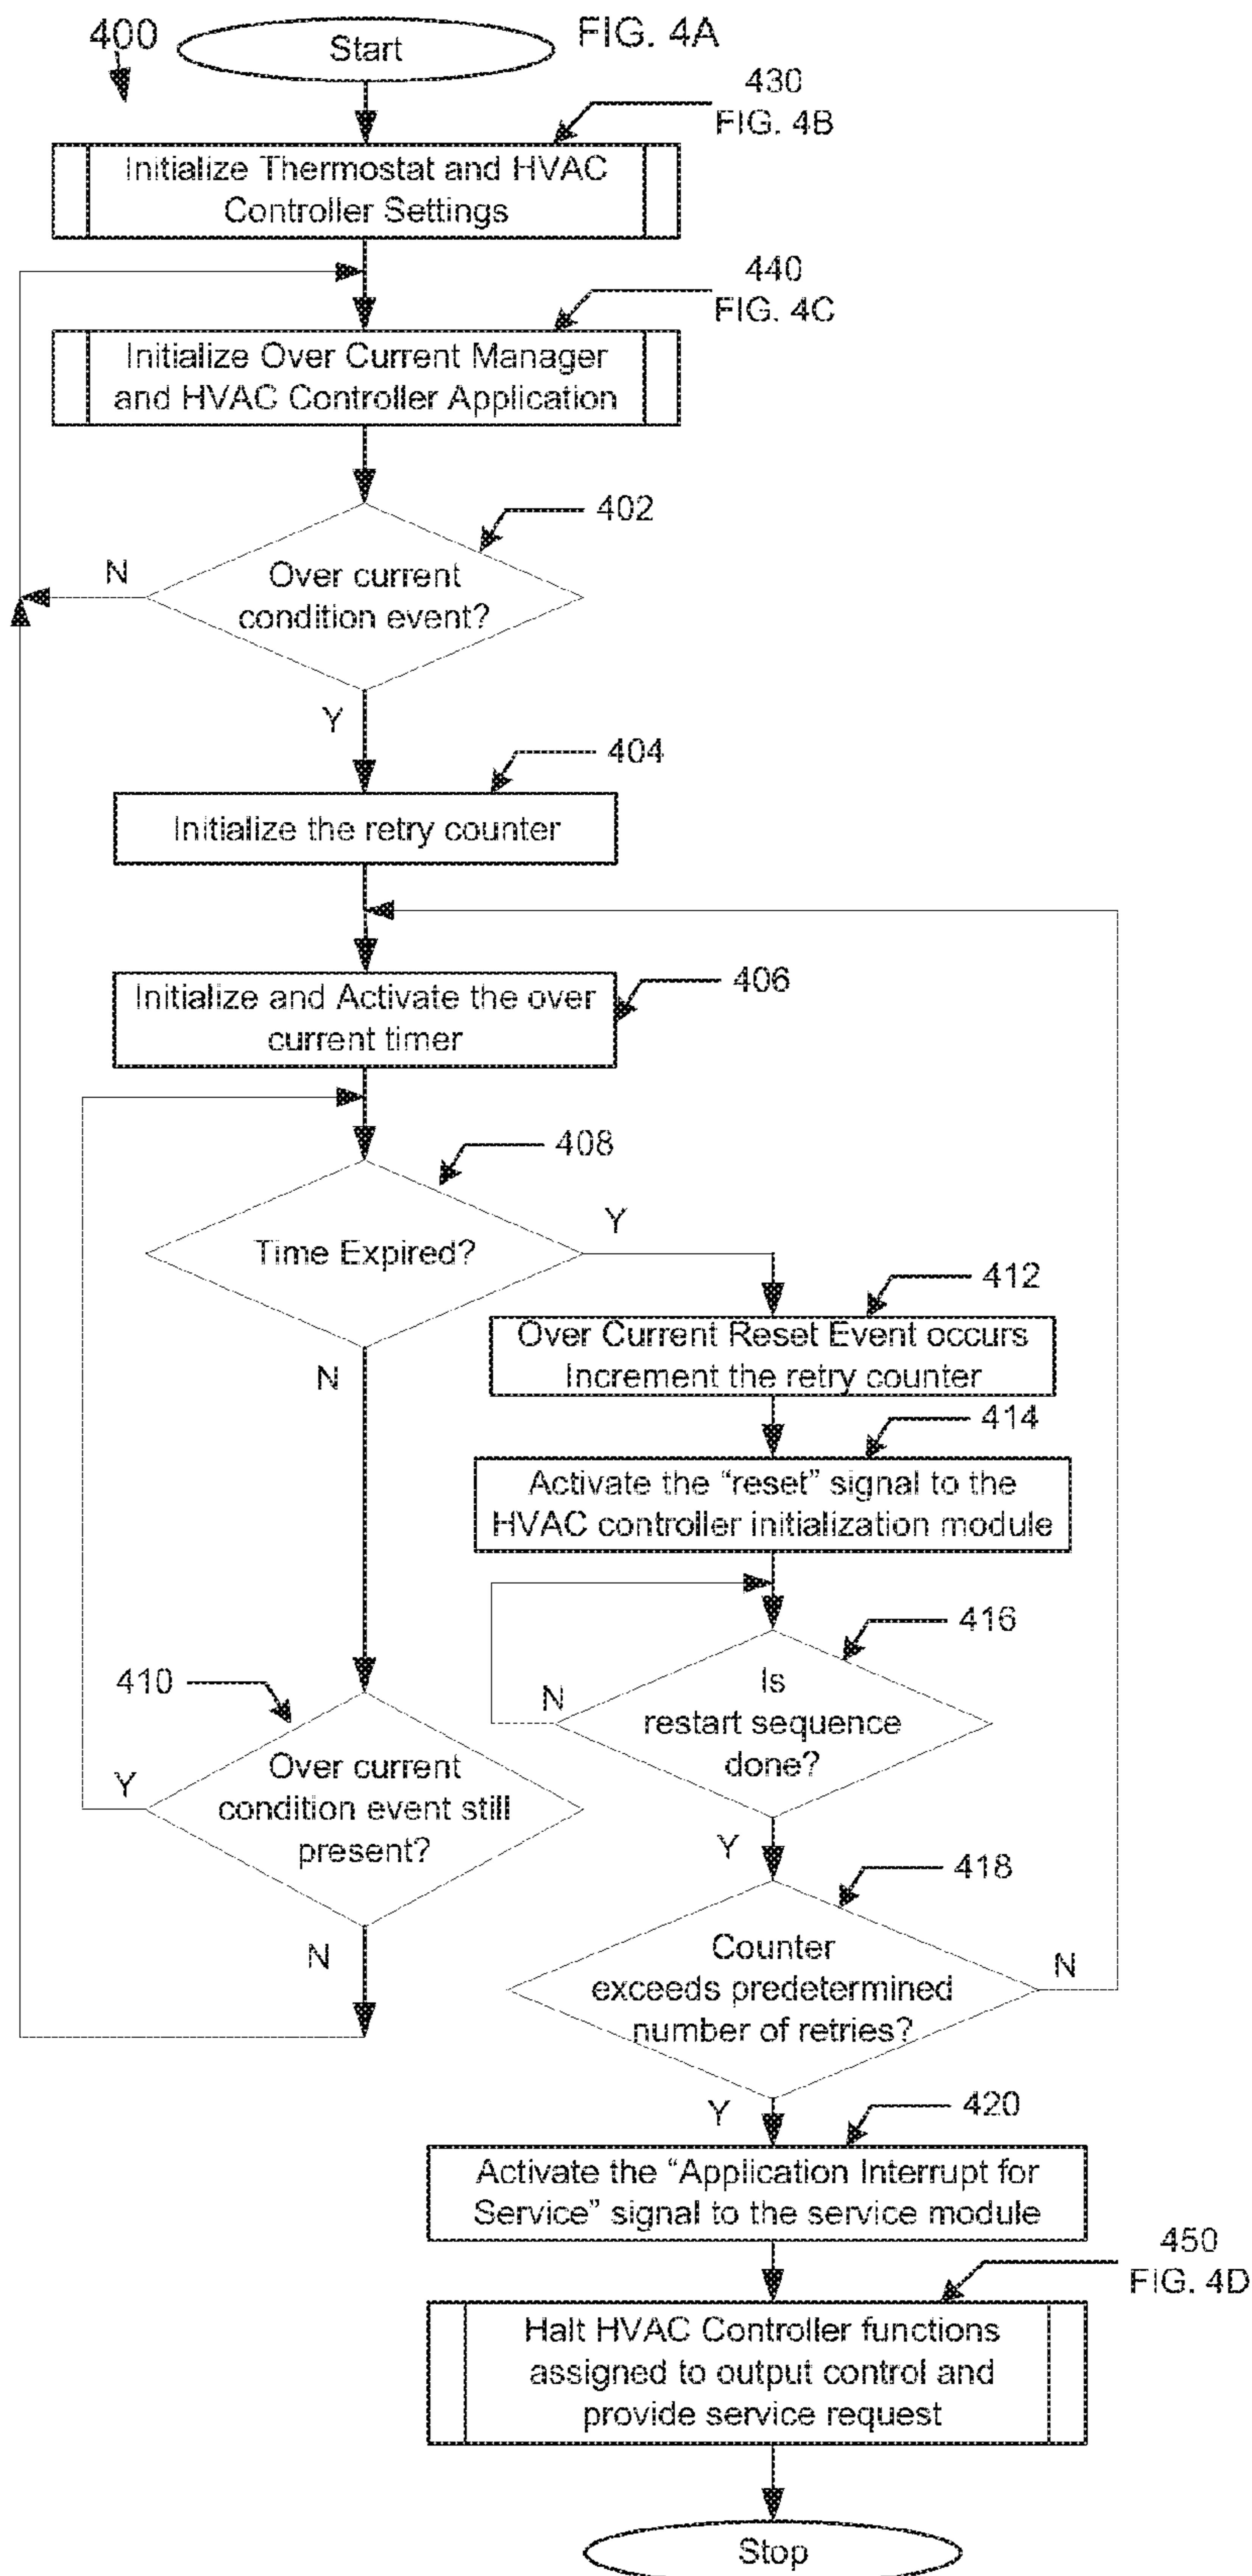 400
Start
FIG. 4A
430
FIG. 4B
Initialize Thermostat and HVAC
Controller Settings
440
FIG. 4C
Initialize Over Current Manager
and HVAC Controller Application
402
N
Over current
condition event?
Y
404
Initialize the retry counter
406
Initialize and Activate the over
current timer
408
Y
Time Expired?
412
Over Current Reset Event occurs
Increment the retry counter
N
414
Activate the “reset” signal to the
HVAC controller initialization module
416
Is
restart sequence
done?
N
410
Over current
condition event still
present?
Y
Y
418
N
Counter
exceeds predetermined
number of retries?
N
Y
420
Activate the “Application Interrupt for
Service” signal to the service module
450
FIG. 4D
Halt HVAC Controller functions
assigned to output control and
provide service request
Stop